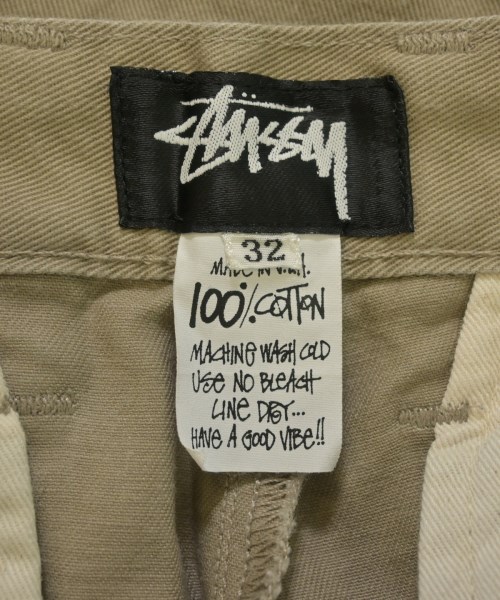 STÜSSY
32
MADE IN
100% COTTON
MACHINE WASH COLD
USE NO BLEACH
LINE DRY...
HAVE A GOOD VIBE!!